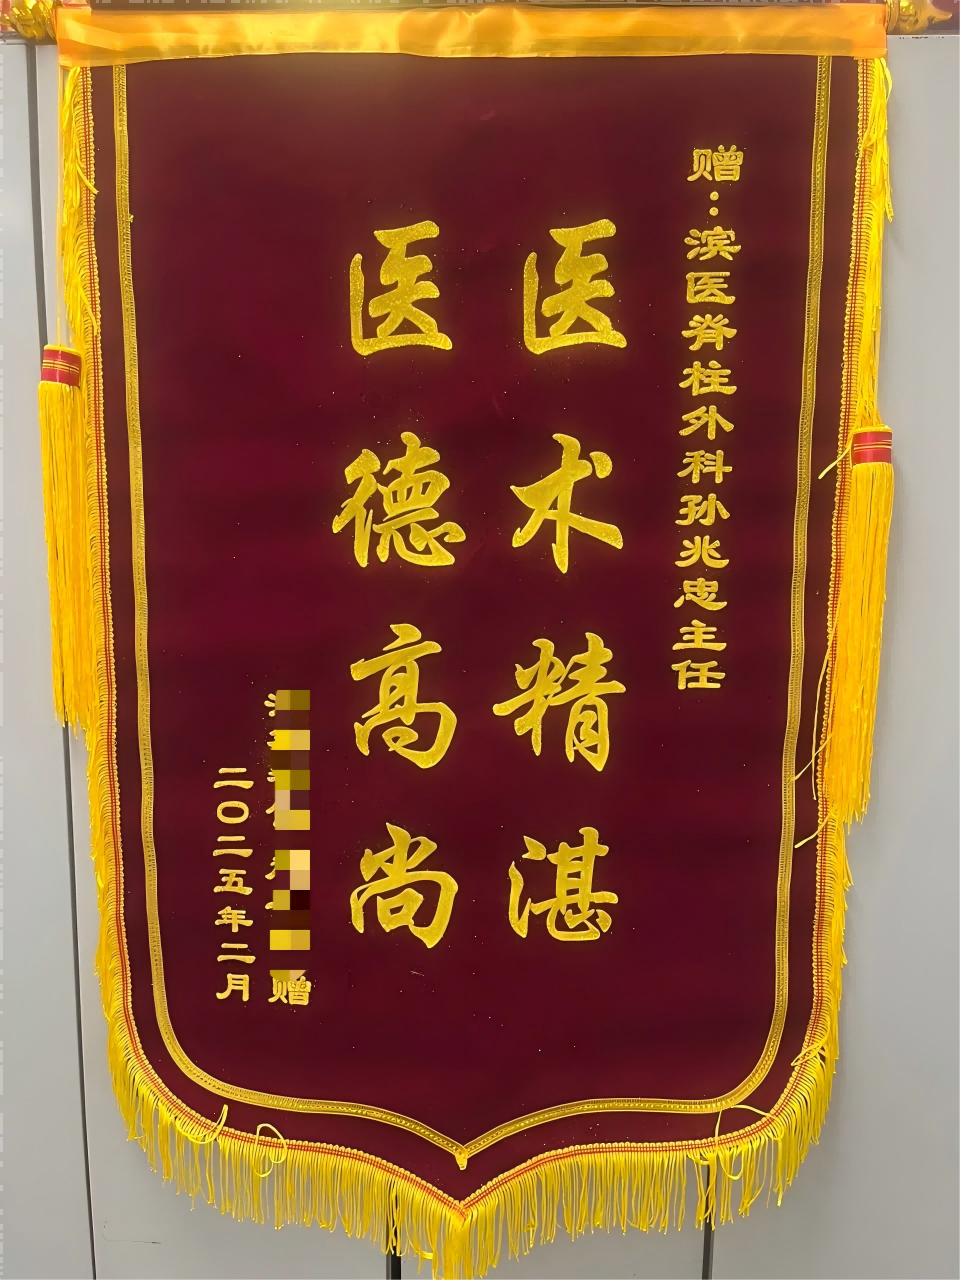 赠：滨医脊柱外科孙兆忠主任
医术精湛
医德高尚
赠
二〇二五年二月